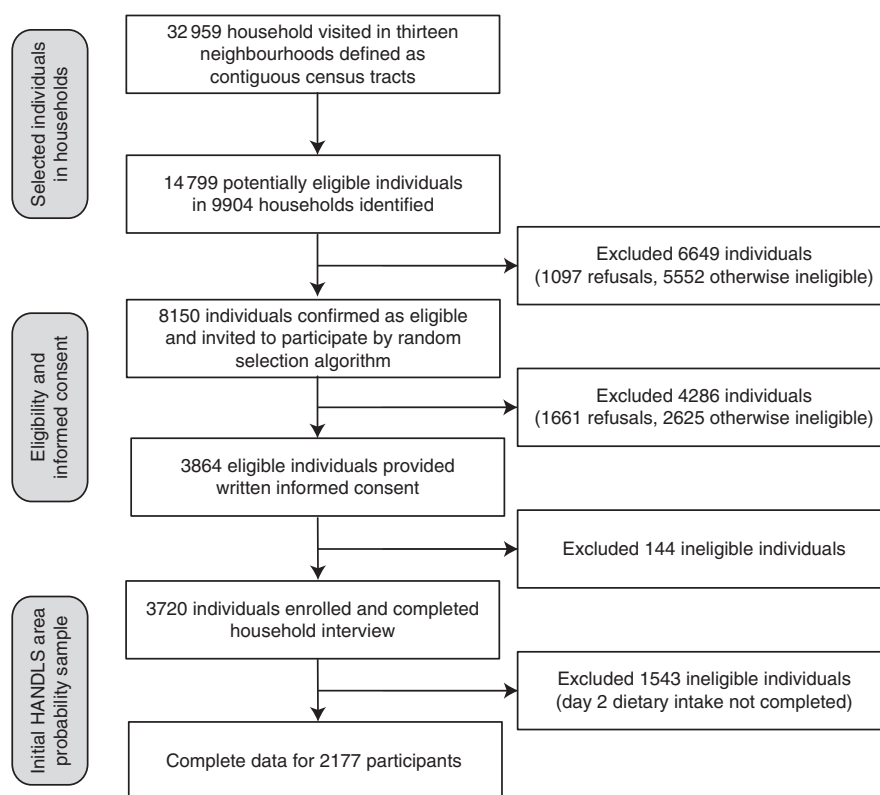 Selected individuals
in households
32 959 household visited in thirteen
neighbourhoods defined as
contiguous census tracts
14 799 potentially eligible individuals
in 9904 households identified
Excluded 6649 individuals
(1097 refusals, 5552 otherwise ineligible)
Eligibility and
informed consent
8150 individuals confirmed as eligible
and invited to participate by random
selection algorithm
Excluded 4286 individuals
(1661 refusals, 2625 otherwise ineligible)
3864 eligible individuals provided
written informed consent
Excluded 144 ineligible individuals
Initial HANDLS area
probability sample
3720 individuals enrolled and completed
household interview
Excluded 1543 ineligible individuals
(day 2 dietary intake not completed)
Complete data for 2177 participants